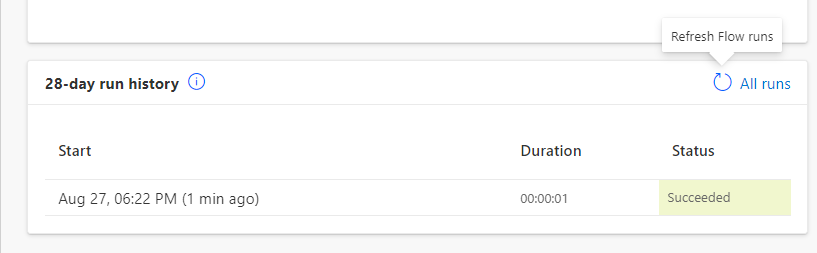 Refresh Flow runs
28-day run history
All runs
Start Duration Status
Aug 27, 06:22 PM (1 min ago) 00:00:01 Succeeded